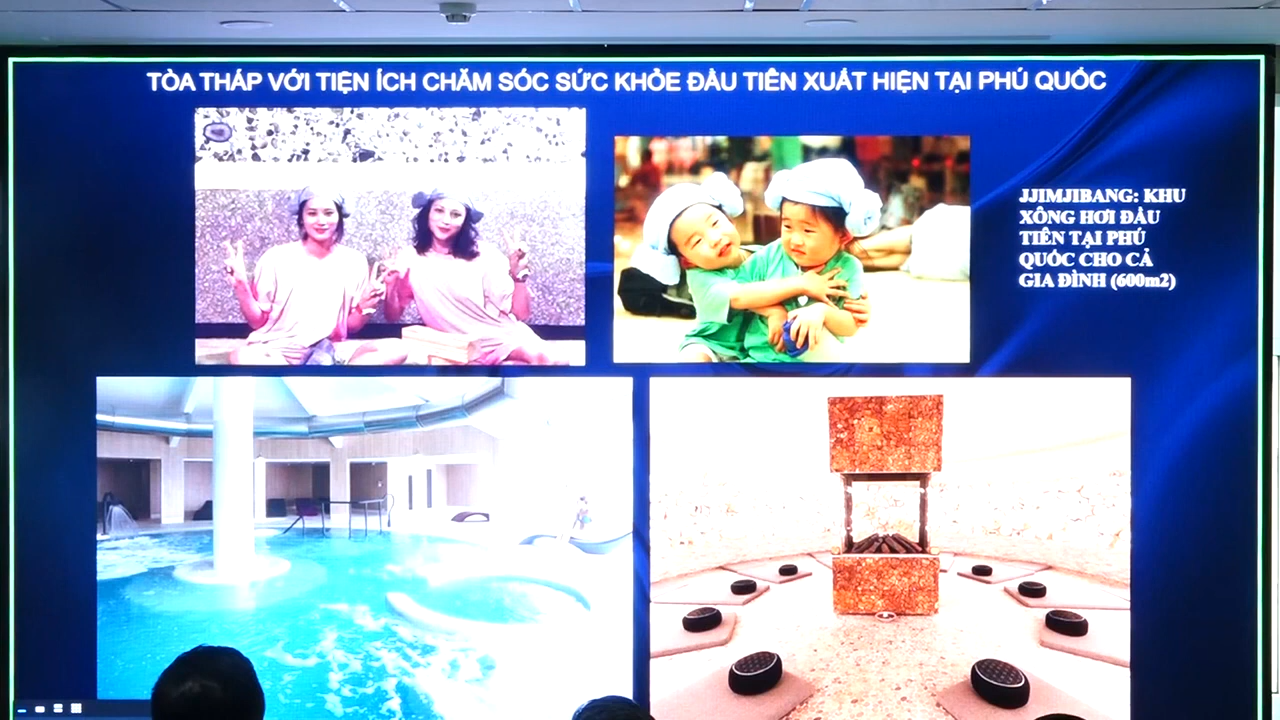 TÒA THÁP VỚI TIỆN ÍCH CHĂM SÓC SỨC KHỎE ĐẦU TIÊN XUẤT HIỆN TẠI PHÚ QUỐC
JJIMJIBANG: KHU
XÔNG HƠI ĐẦU
TIÊN TẠI PHÚ
QUỐC CHO CẢ
GIA ĐÌNH (600m2)